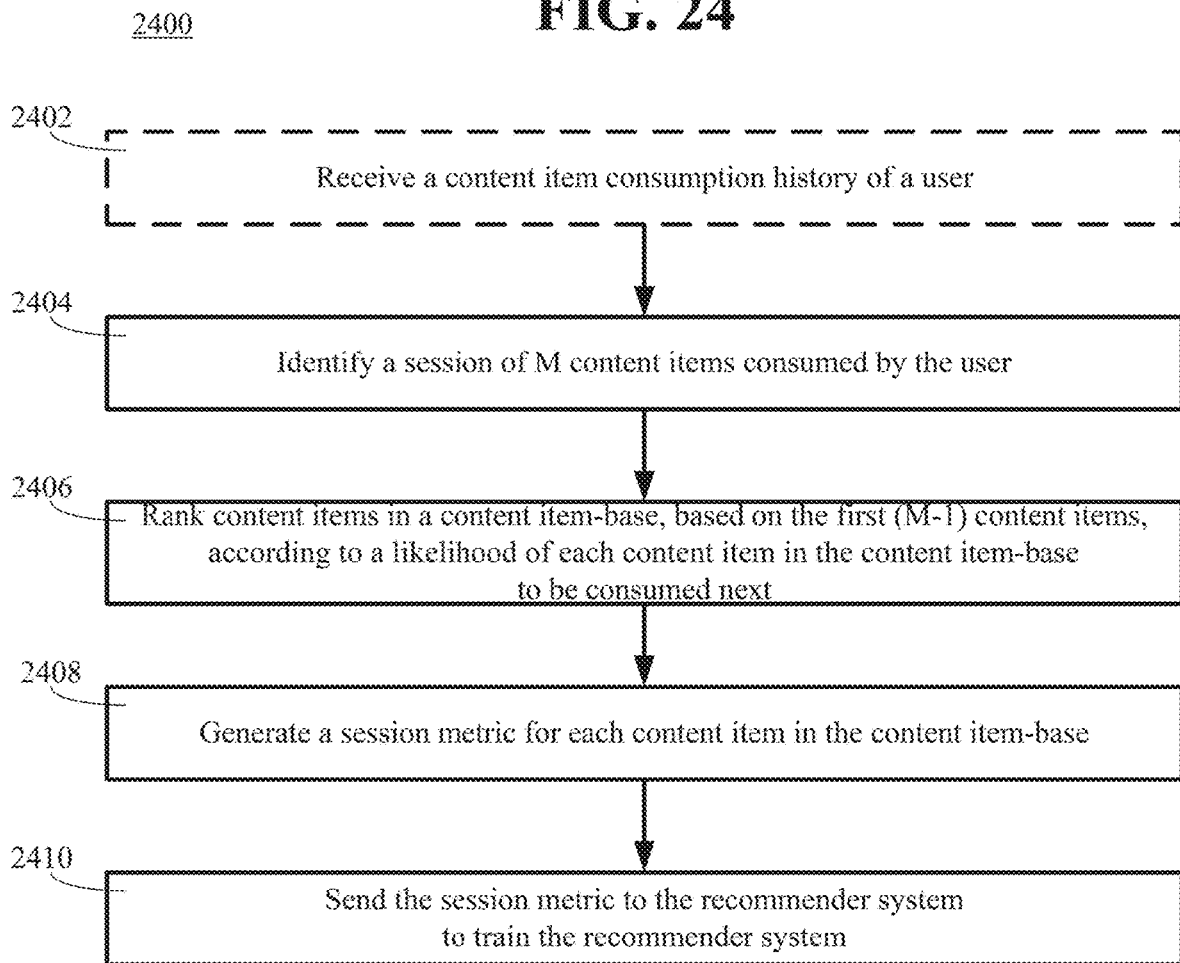 FIG. 24
2400
2402
Receive a content item consumption history of a user
2404
Identify a session of M content items consumed by the user
2406
Rank content items in a content item-base, based on the first (M-1) content items,
according to a likelihood of each content item in the content item-base
to be consumed next
2408
Generate a session metric for each content item in the content item-base
2410
Send the session metric to the recommender system
to train the recommender system